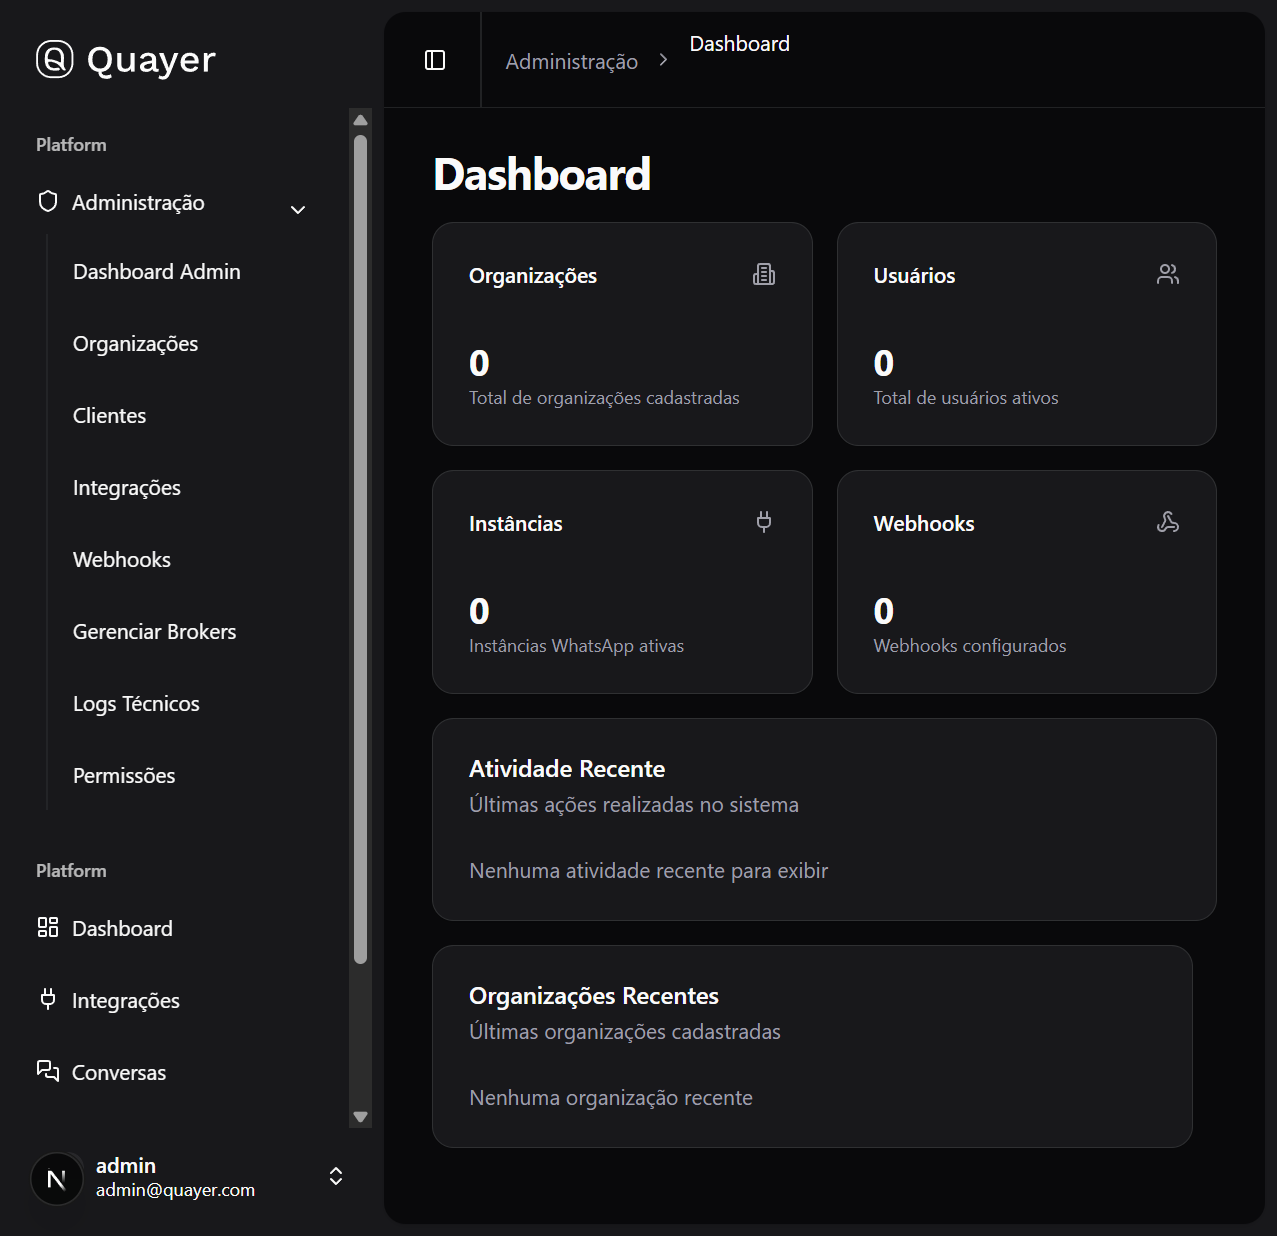 Quayer
Platform
Administração
Dashboard Admin
Organizações
Clientes
Integrações
Webhooks
Gerenciar Brokers
Logs Técnicos
Permissões
Platform
Dashboard
Integrações
Conversas
N
admin
admin@quayer.com
Administração
Dashboard
Dashboard
Organizações
0
Total de organizações cadastradas
Usuários
0
Total de usuários ativos
Instâncias
0
Instâncias WhatsApp ativas
Webhooks
0
Webhooks configurados
Atividade Recente
Últimas ações realizadas no sistema
Nenhuma atividade recente para exibir
Organizações Recentes
Últimas organizações cadastradas
Nenhuma organização recente